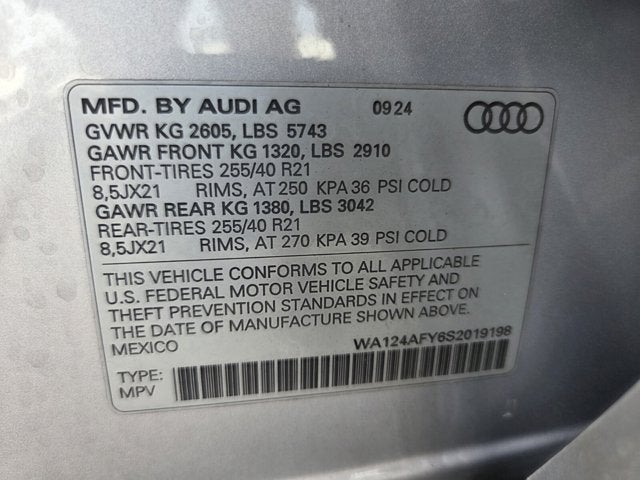 MFD. BY AUDI AG 0924
GVWR KG 2605, LBS 5743
GAWR FRONT KG 1320, LBS 2910
FRONT-TIRES 255/40 R21
8,5JX21 RIMS, AT 250 KPA 36 PSI COLD
GAWR REAR KG 1380, LBS 3042
REAR-TIRES 255/40 R21
8,5JX21 RIMS, AT 270 KPA 39 PSI COLD
THIS VEHICLE CONFORMS TO ALL APPLICABLE
U.S. FEDERAL MOTOR VEHICLE SAFETY AND
THEFT PREVENTION STANDARDS IN EFFECT ON
THE DATE OF MANUFACTURE SHOWN ABOVE.
MEXICO WA124AFY6S2019198
TYPE:
MPV